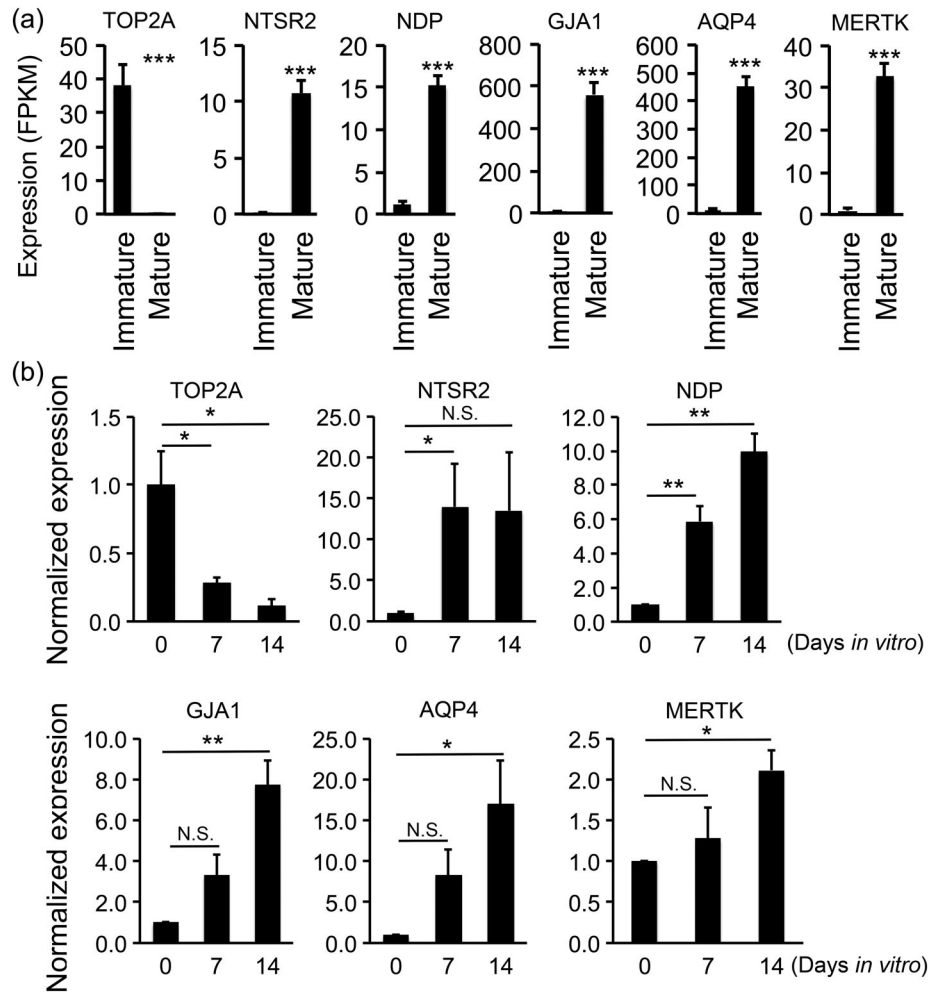 (a)
TOP2A
NTSR2
NDP
GJA1
AQP4
MERTK
Expression (FPKM)
50
40
30
20
10
0
***
Immature
Mature
15
10
5
0
***
Immature
Mature
20
15
10
5
0
***
Immature
Mature
800
600
400
200
0
***
Immature
Mature
600
500
400
300
200
100
0
***
Immature
Mature
40
30
20
10
0
***
Immature
Mature
(b)
Normalized expression
TOP2A
1.5
1.0
0.5
0.0
*
*
0 7 14
NTSR2
25.0
20.0
15.0
10.0
5.0
0.0
N.S.
*
0 7 14
NDP
12.0
10.0
8.0
6.0
4.0
2.0
0.0
**
**
0 7 14 (Days in vitro)
Normalized expression
GJA1
10.0
8.0
6.0
4.0
2.0
0.0
**
N.S.
0 7 14
AQP4
25.0
20.0
15.0
10.0
5.0
0.0
*
N.S.
0 7 14
MERTK
2.5
2.0
1.5
1.0
0.5
0.0
*
N.S.
0 7 14 (Days in vitro)